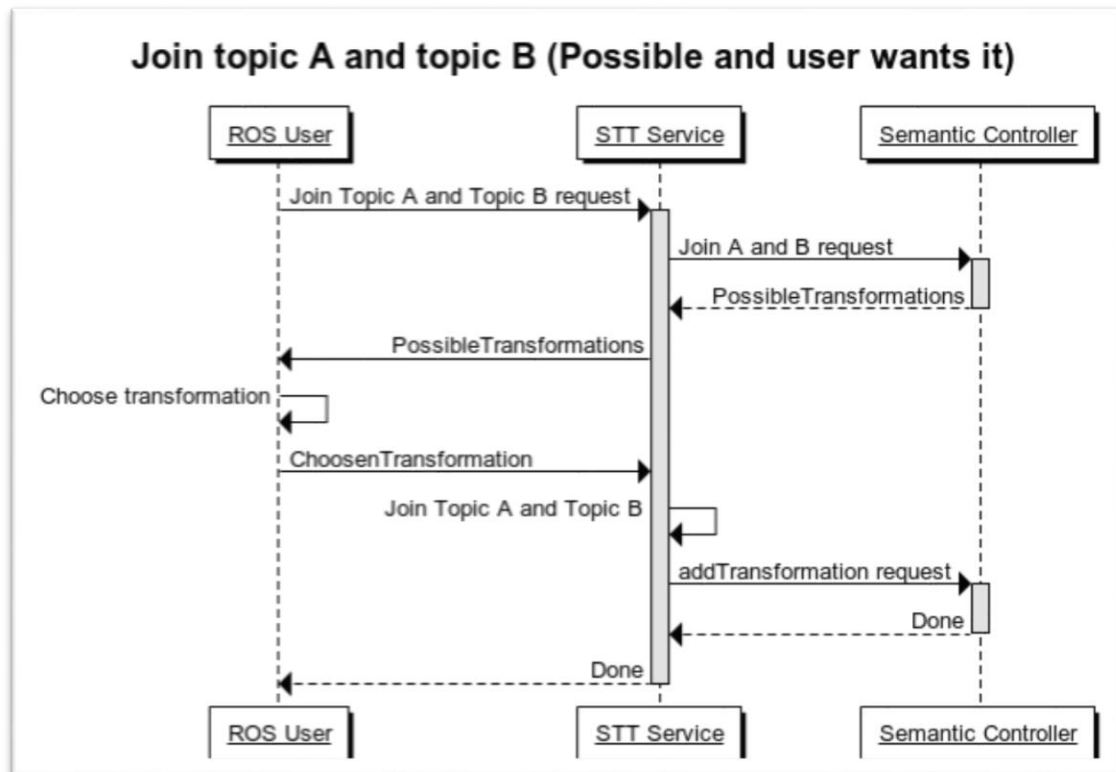 Join topic A and topic B (Possible and user wants it)
ROS User
STT Service
Semantic Controller
Join Topic A and Topic B request
Join A and B request
PossibleTransformations
PossibleTransformations
Choose transformation
ChoosenTransformation
Join Topic A and Topic B
addTransformation request
Done
Done
ROS User
STT Service
Semantic Controller